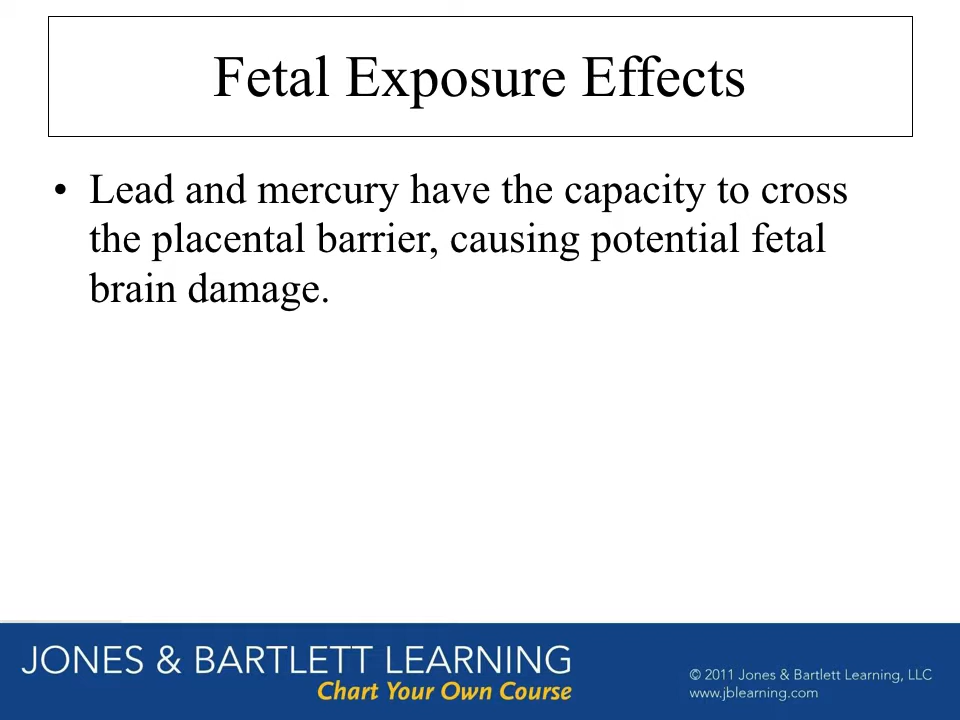 Fetal Exposure Effects
• Lead and mercury have the capacity to cross
the placental barrier, causing potential fetal
brain damage.
JONES & BARTLETT LEARNING
Chart Your Own Course
© 2011 Jones & Bartlett Learning, LLC
www.jblearning.com